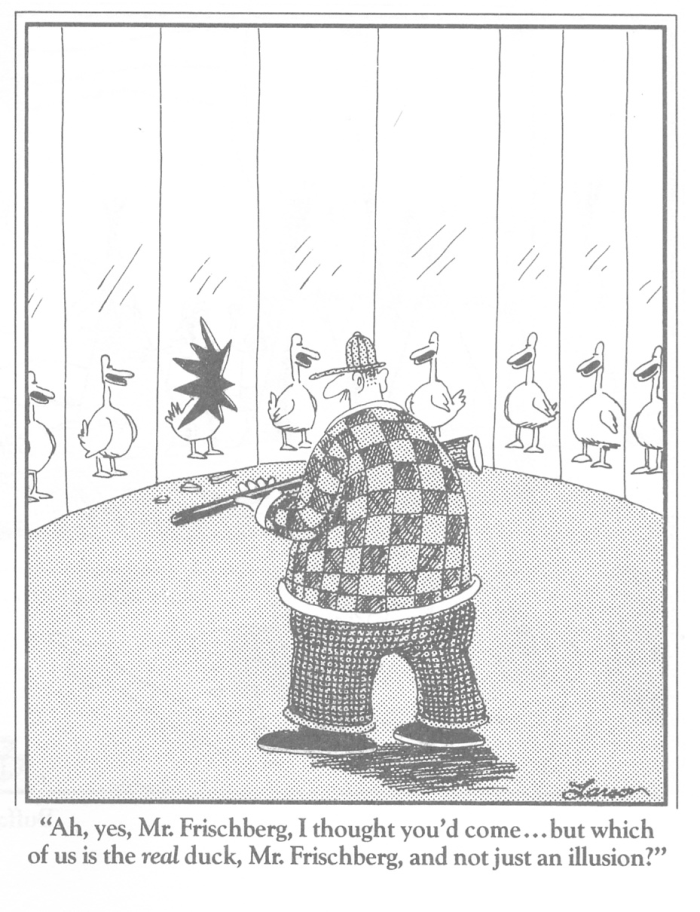 Larson
“Ah, yes, Mr. Frischberg, I thought you’d come...but which
of us is the real duck, Mr. Frischberg, and not just an illusion?”